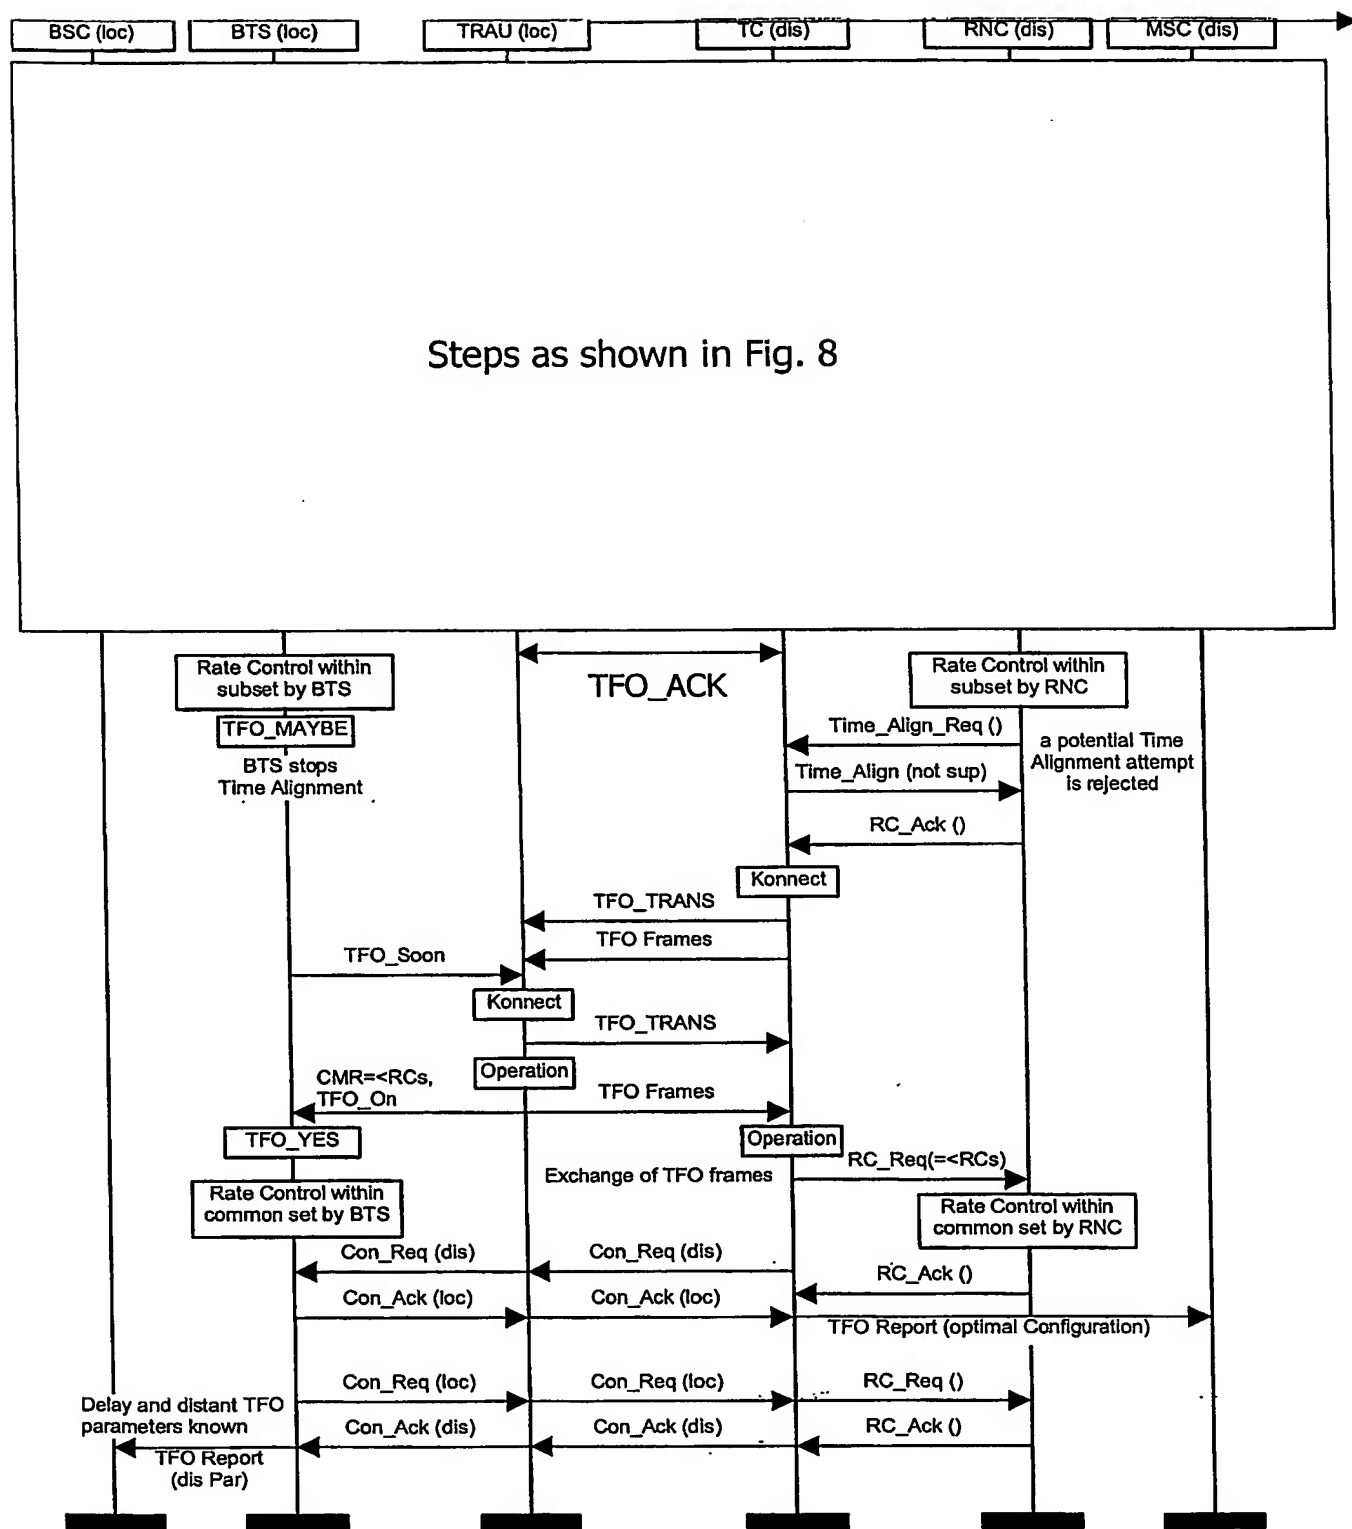 BSC (loc)
BTS (loc)
TRAU (loc)
TC (dis)
RNC (dis)
MSC (dis)
Steps as shown in Fig. 8
Rate Control within
subset by BTS
TFO_ACK
Rate Control within
subset by RNC
TFO_MAYBE
BTS stops
Time Alignment
Time_Align_Req ()
a potential Time
Alignment attempt
is rejected
Time_Align (not sup)
RC_Ack ()
Konnect
TFO_TRANS
TFO Frames
TFO_Soon
Konnect
TFO_TRANS
Operation
CMR=<RCs,
TFO_On
TFO Frames
TFO_YES
Operation
Exchange of TFO frames
RC_Req(=<RCs)
Rate Control within
common set by BTS
Rate Control within
common set by RNC
Con_Req (dis)
Con_Req (dis)
RC_Ack ()
Con_Ack (loc)
Con_Ack (loc)
TFO Report (optimal Configuration)
Con_Req (loc)
Con_Req (loc)
RC_Req ()
Delay and distant TFO
parameters known
Con_Ack (dis)
Con_Ack (dis)
RC_Ack ()
TFO Report
(dis Par)